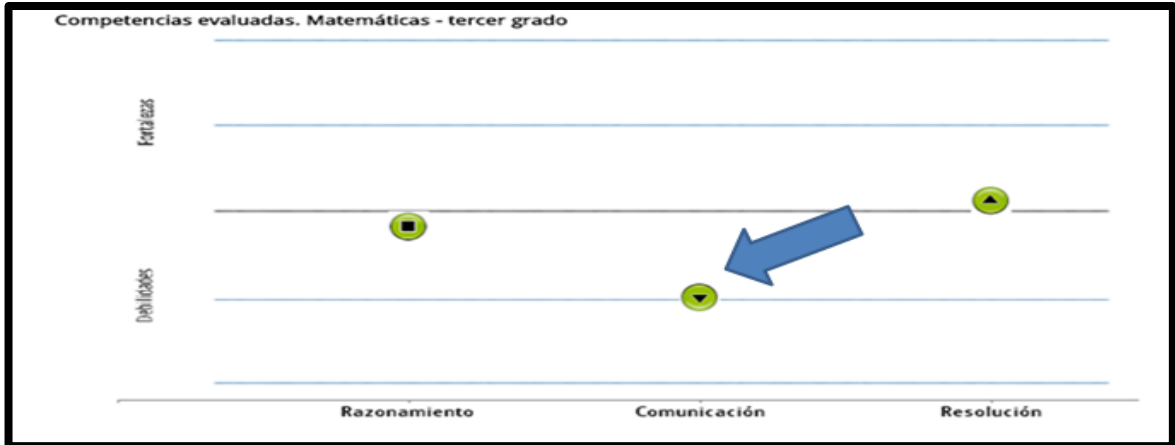 Competencias evaluadas. Matemáticas - tercer grado
Fortalezas
Debilidades
Razonamiento
Comunicación
Resolución